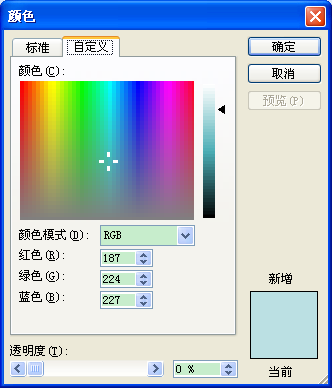 颜色
标准 自定义
确定
取消
预览(P)
颜色(C):
颜色模式(D): RGB
红色(R): 187
绿色(G): 224
蓝色(B): 227
新增
当前
透明度(T):
0 %